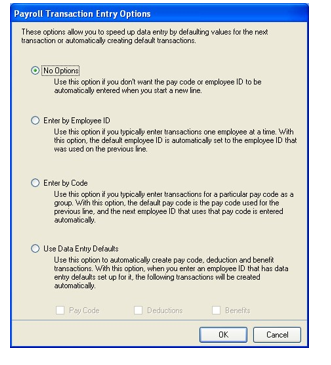 Payroll Transaction Entry Options
These options allow you to speed up data entry by defaulting values for the next
transaction or automatically creating default transactions.
No Options
Use this option if you don't want the pay code or employee ID to be
automatically entered when you start a new line.
Enter by Employee ID
Use this option if you typically enter transactions one employee at a time. With
this option, the default employee ID is automatically set to the employee ID that
was used on the previous line.
Enter by Code
Use this option if you typically enter transactions for a particular pay code as a
group. With this option, the default pay code is the pay code used for the
previous line, and the next employee ID that uses that pay code is entered
automatically.
Use Data Entry Defaults
Use this option to automatically create pay code, deduction and benefit
transactions. With this option, when you enter an employee ID that has data
entry defaults set up for it, the following transactions will be created
automatically.
Pay Code Deductions Benefits
OK Cancel